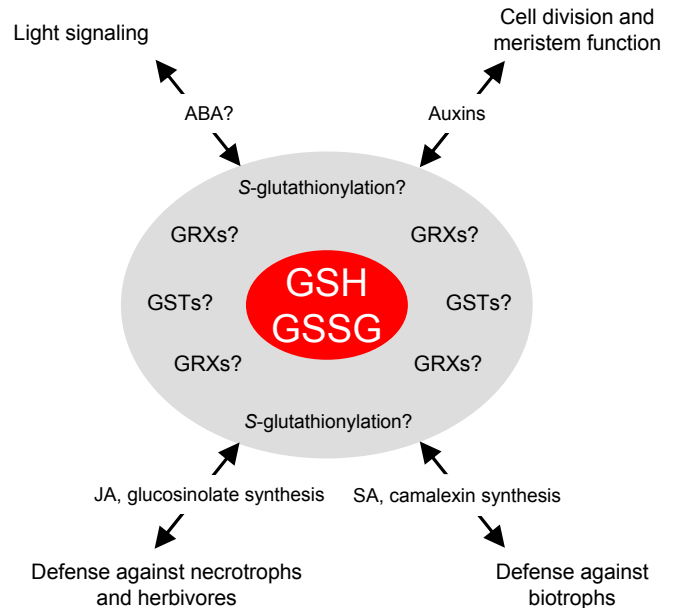 Light signaling
Cell division and
meristem function
ABA?
Auxins
S-glutathionylation?
GRXs?
GRXs?
GSH
GSSG
GSTs?
GSTs?
GRXs?
GRXs?
S-glutathionylation?
JA, glucosinolate synthesis
SA, camalexin synthesis
Defense against necrotrophs
and herbivores
Defense against
biotrophs